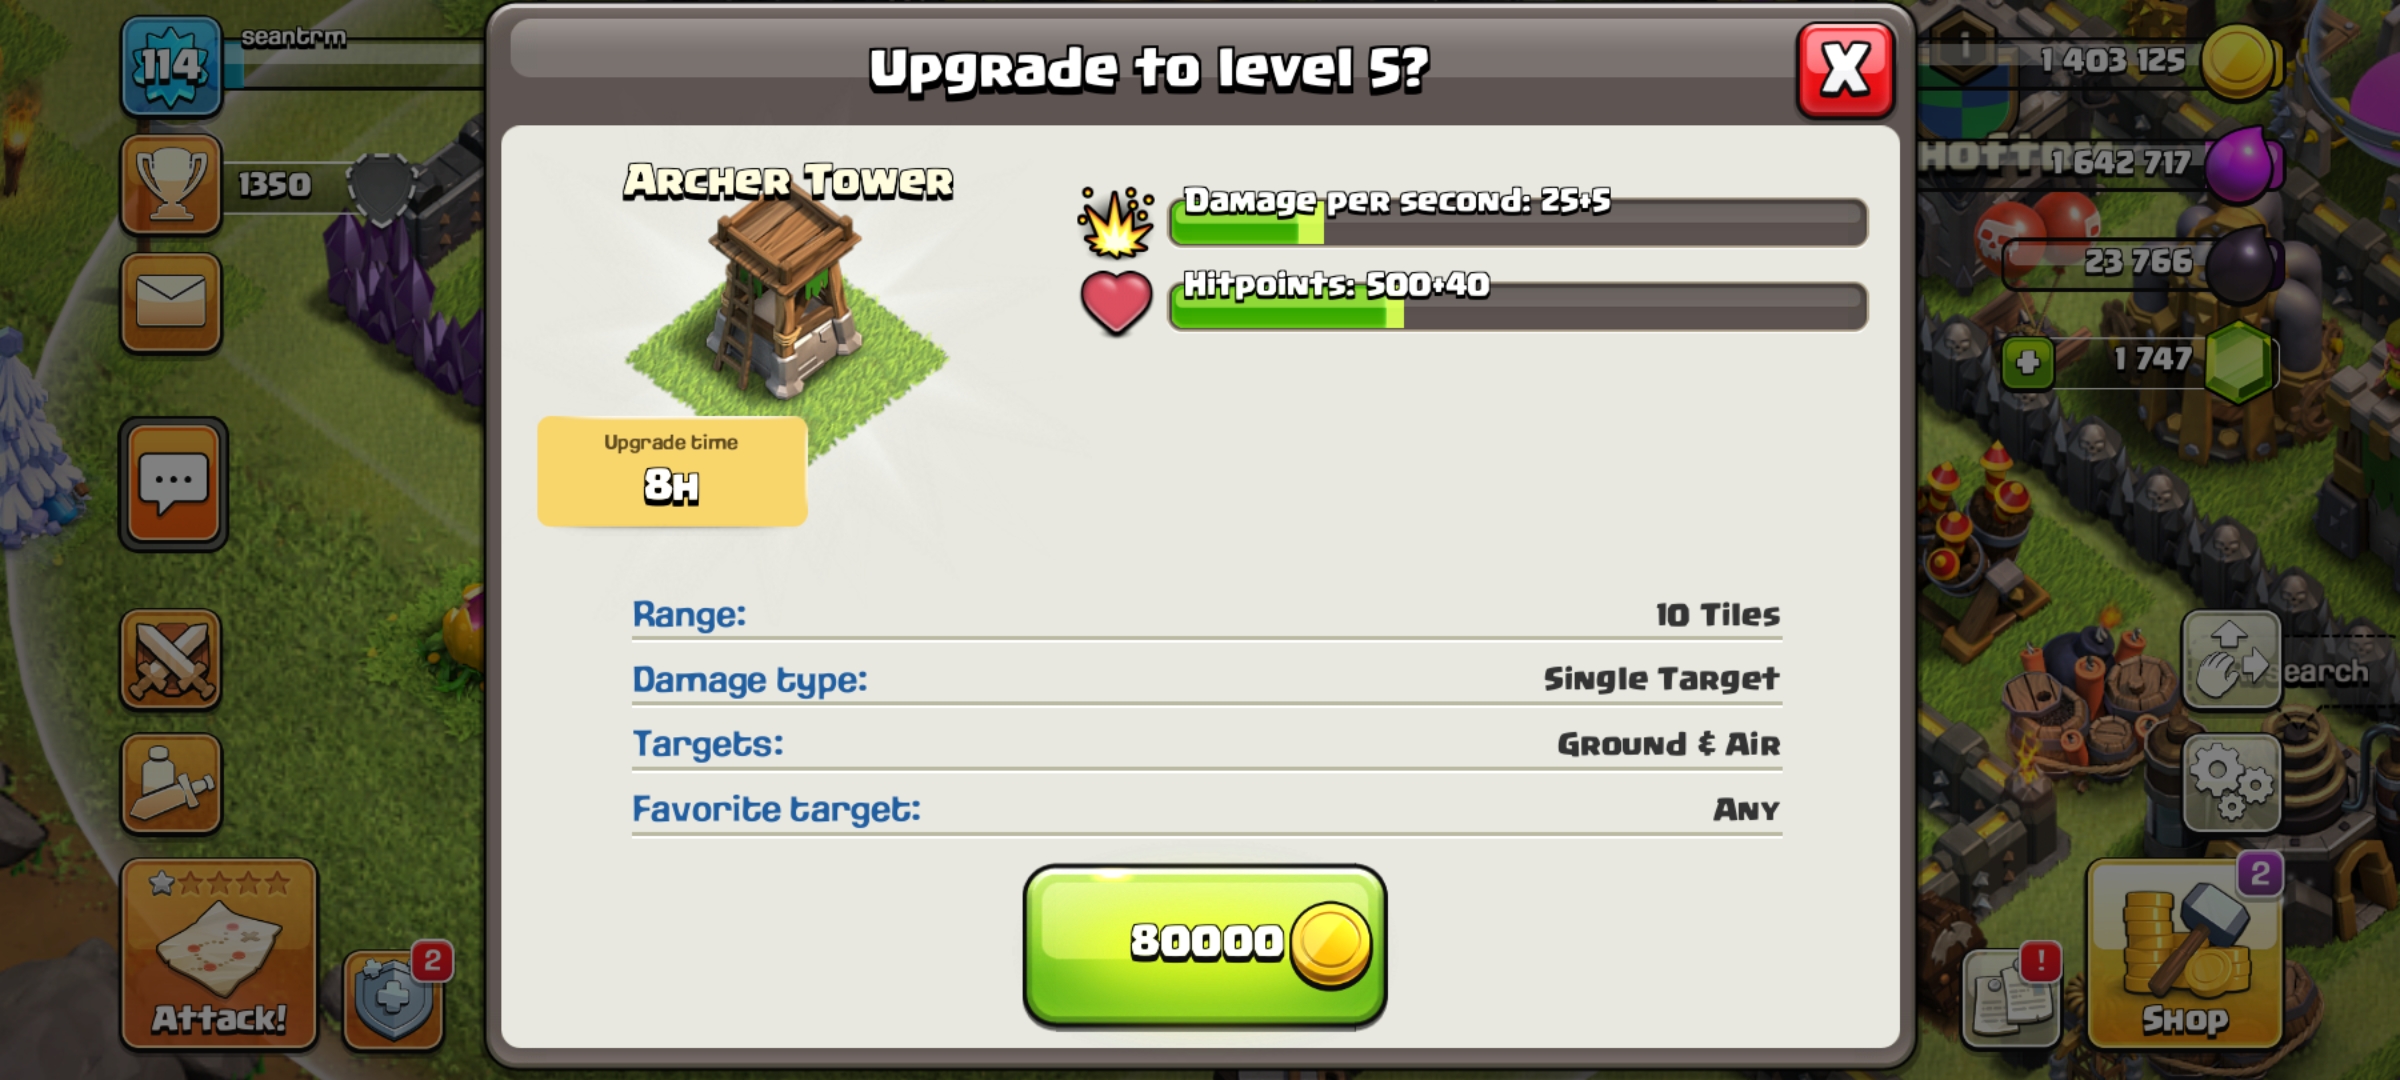 114
seantrm
1350
Attack!
2
Upgrade to level 5?
X
Archer Tower
Upgrade time
8H
Damage per second: 25+5
Hitpoints: 500+40
Range: 10 Tiles
Damage type: Single Target
Targets: Ground & Air
Favorite target: Any
80000
1
1 403 125
1 642 717
23 766
1 747
search
2
!
Shop